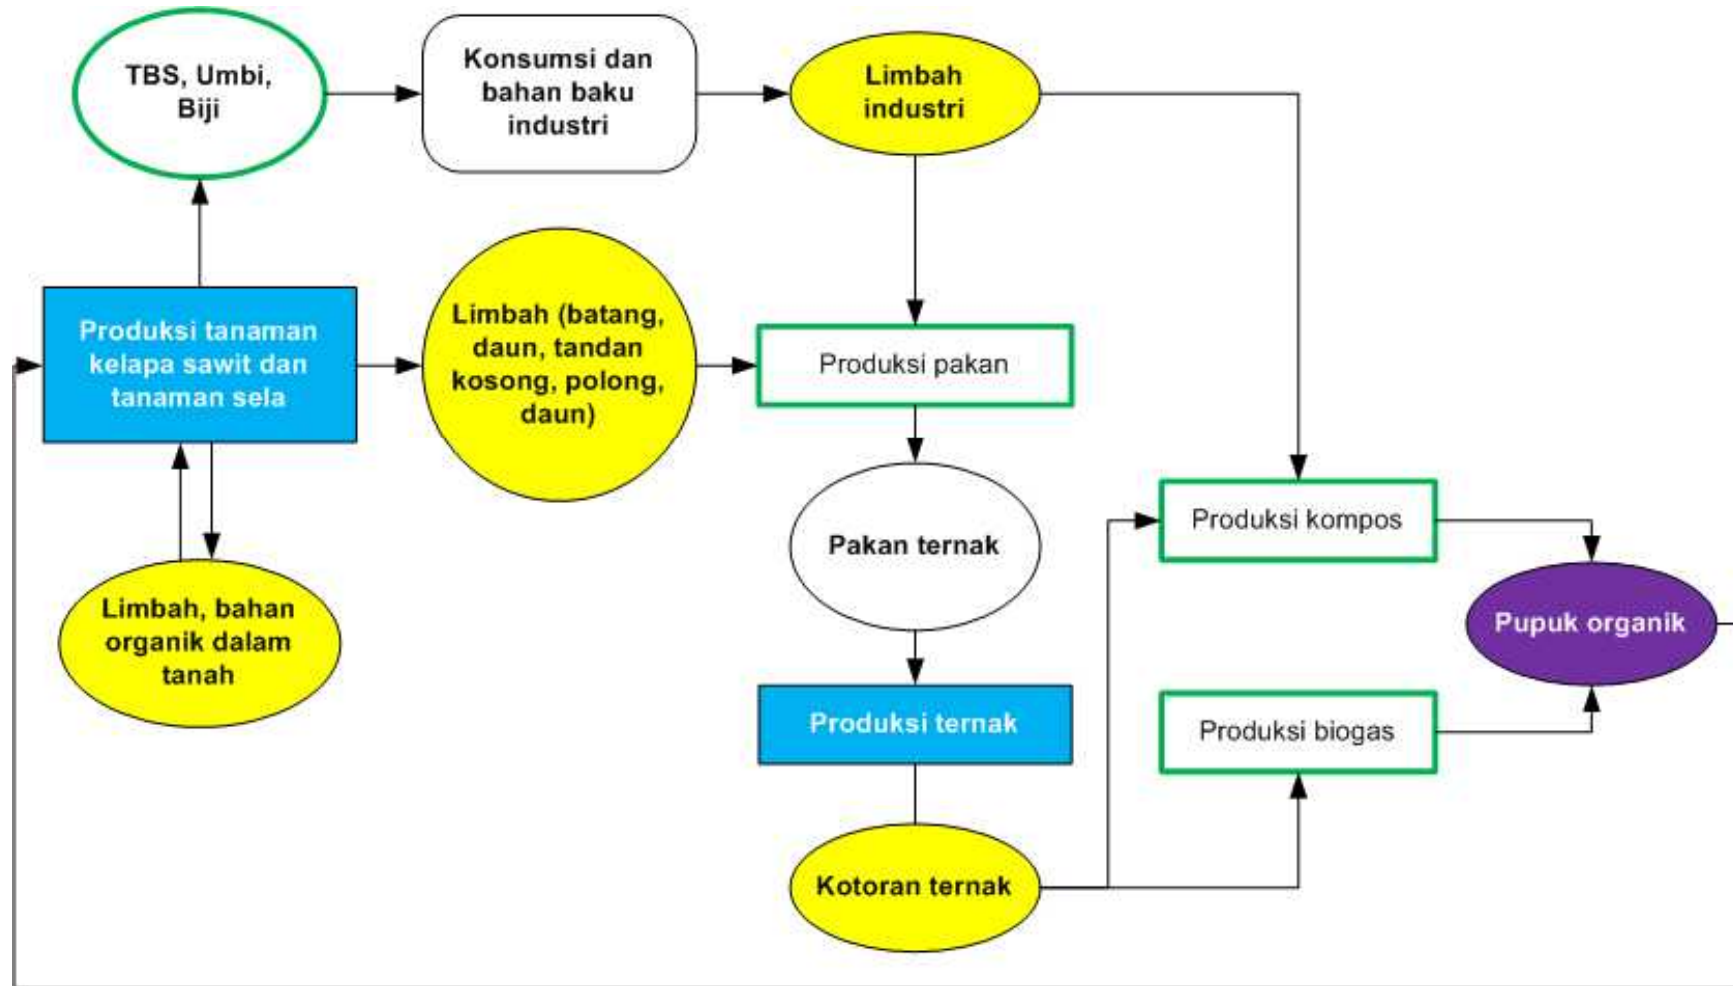 TBS, Umbi,
Biji
Konsumsi dan
bahan baku
industri
Limbah
industri
Produksi tanaman
kelapa sawit dan
tanaman sela
Limbah (batang,
daun, tandan
kosong, polong,
daun)
Produksi pakan
Pakan ternak
Produksi kompos
Limbah, bahan
organik dalam
tanah
Pupuk organik
Produksi ternak
Produksi biogas
Kotoran ternak